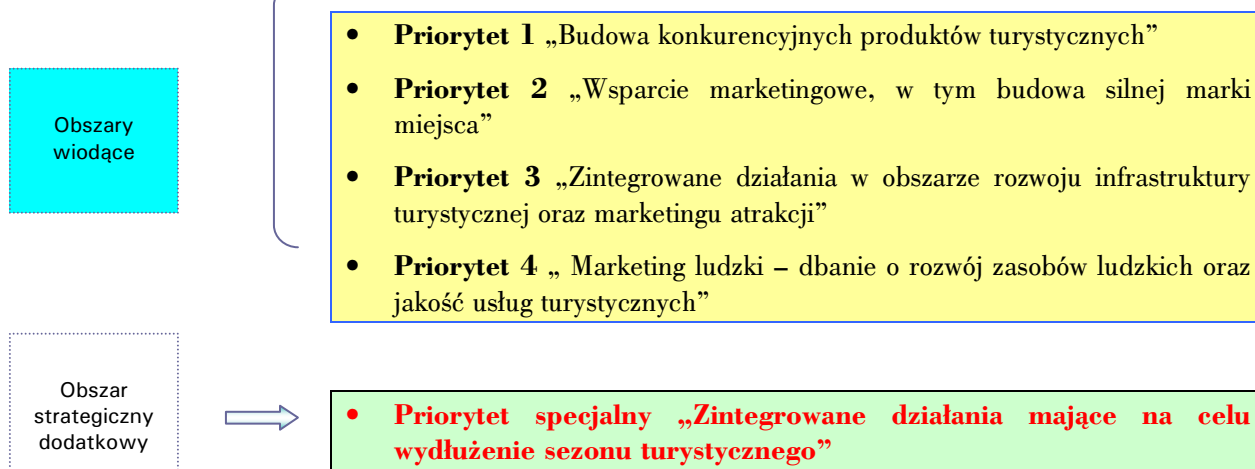 Obszary
wiodące
• Priorytet 1 „Budowa konkurencyjnych produktów turystycznych”
• Priorytet 2 „Wsparcie marketingowe, w tym budowa silnej marki
miejsca”
• Priorytet 3 „Zintegrowane działania w obszarze rozwoju infrastruktury
turystycznej oraz marketingu atrakcji”
• Priorytet 4 „ Marketing ludzki – dbanie o rozwój zasobów ludzkich oraz
jakość usług turystycznych”
Obszar
strategiczny
dodatkowy
• Priorytet specjalny „Zintegrowane działania mające na celu
wydłużenie sezonu turystycznego”